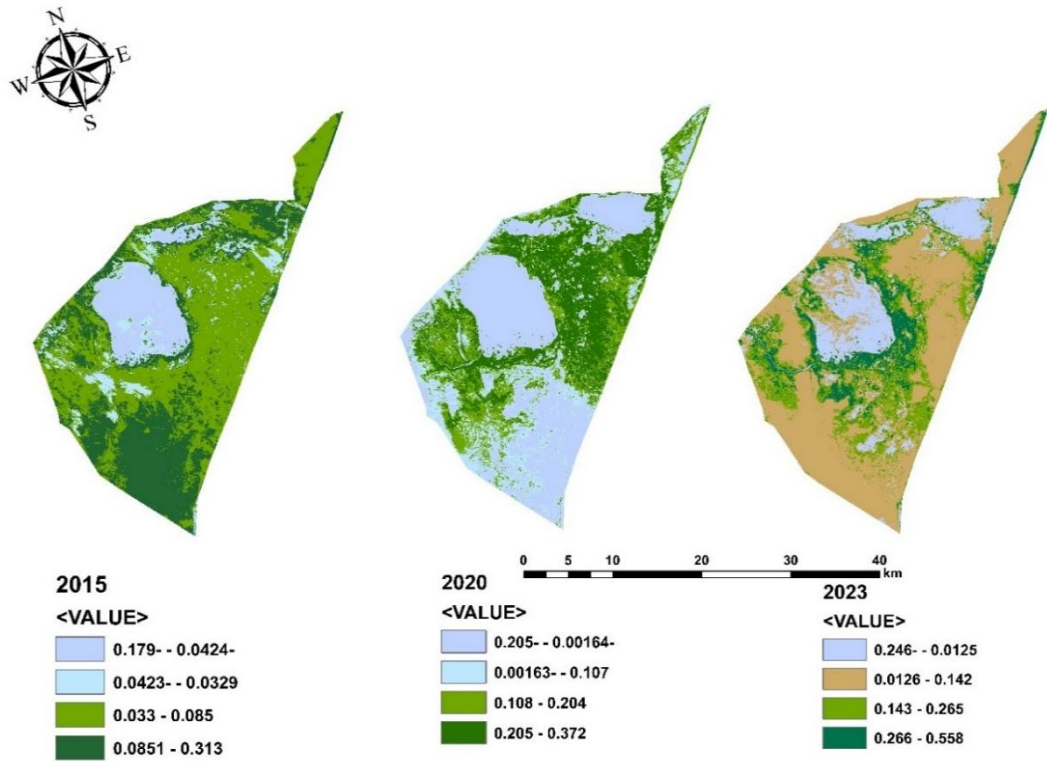 N
E
W
S
0 5 10 20 30 40
km
2015
<VALUE>
0.179- - 0.0424-
0.0423- - 0.0329
0.033 - 0.085
0.0851 - 0.313
2020
<VALUE>
0.205- - 0.00164-
0.00163- - 0.107
0.108 - 0.204
0.205 - 0.372
2023
<VALUE>
0.246- - 0.0125
0.0126 - 0.142
0.143 - 0.265
0.266 - 0.558